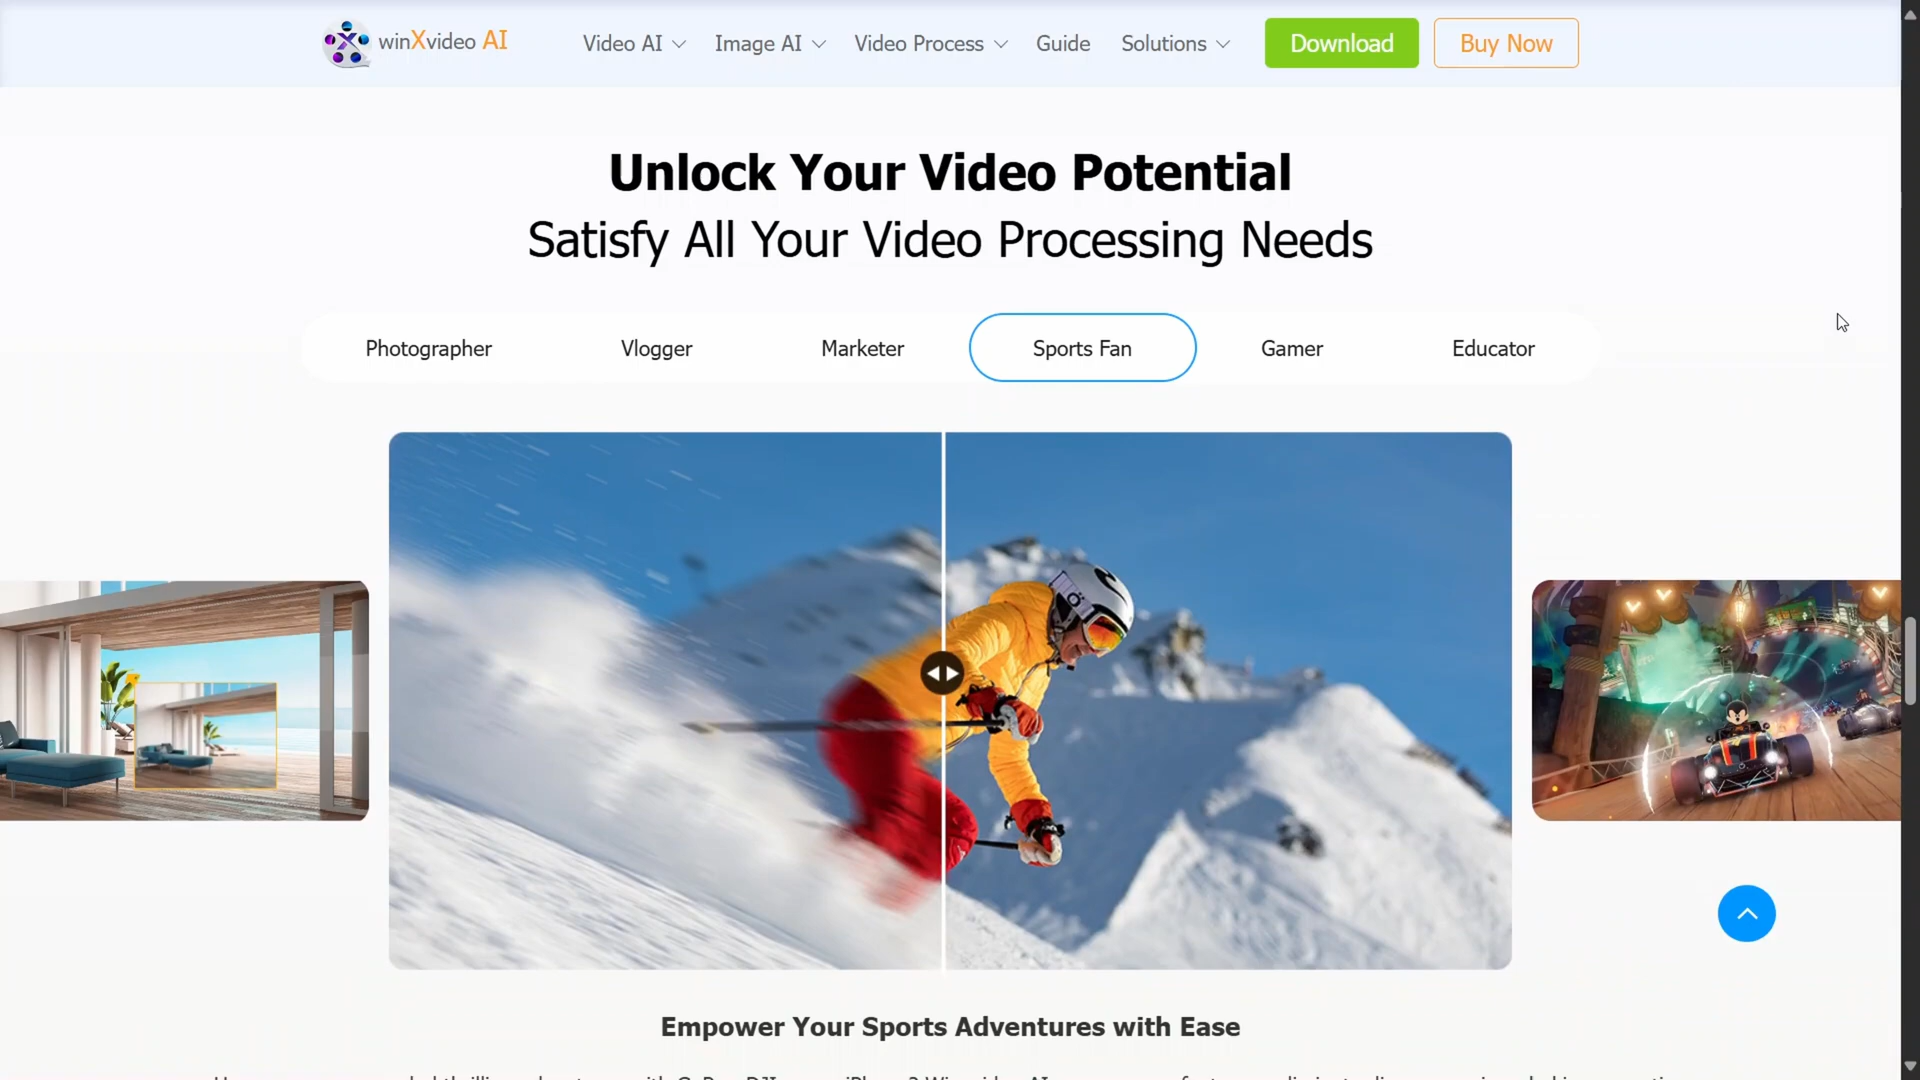 winXvideo AI
Video AI
Image AI
Video Process
Guide
Solutions
Download
Buy Now
Unlock Your Video Potential
Satisfy All Your Video Processing Needs
Photographer
Vlogger
Marketer
Sports Fan
Gamer
Educator
Empower Your Sports Adventures with Ease